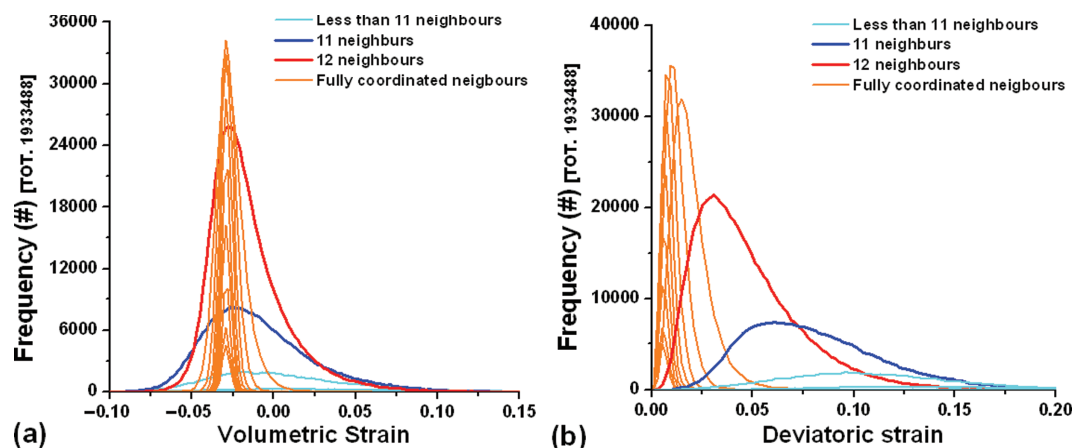 Less than 11 neighbours
11 neighburs
12 neighbours
Fully coordinated neigbours
Frequency (#) [TOT. 1933488]
36000
30000
24000
18000
12000
6000
0
−0.10
−0.05
0.00
0.05
0.10
0.15
(a)
Volumetric Strain
Less than 11 neighbours
11 neighburs
12 neighbours
Fully coordinated neigbours
Frequency (#) [TOT. 1933488]
40000
30000
20000
10000
0
0.00
0.05
0.10
0.15
0.20
(b)
Deviatoric strain